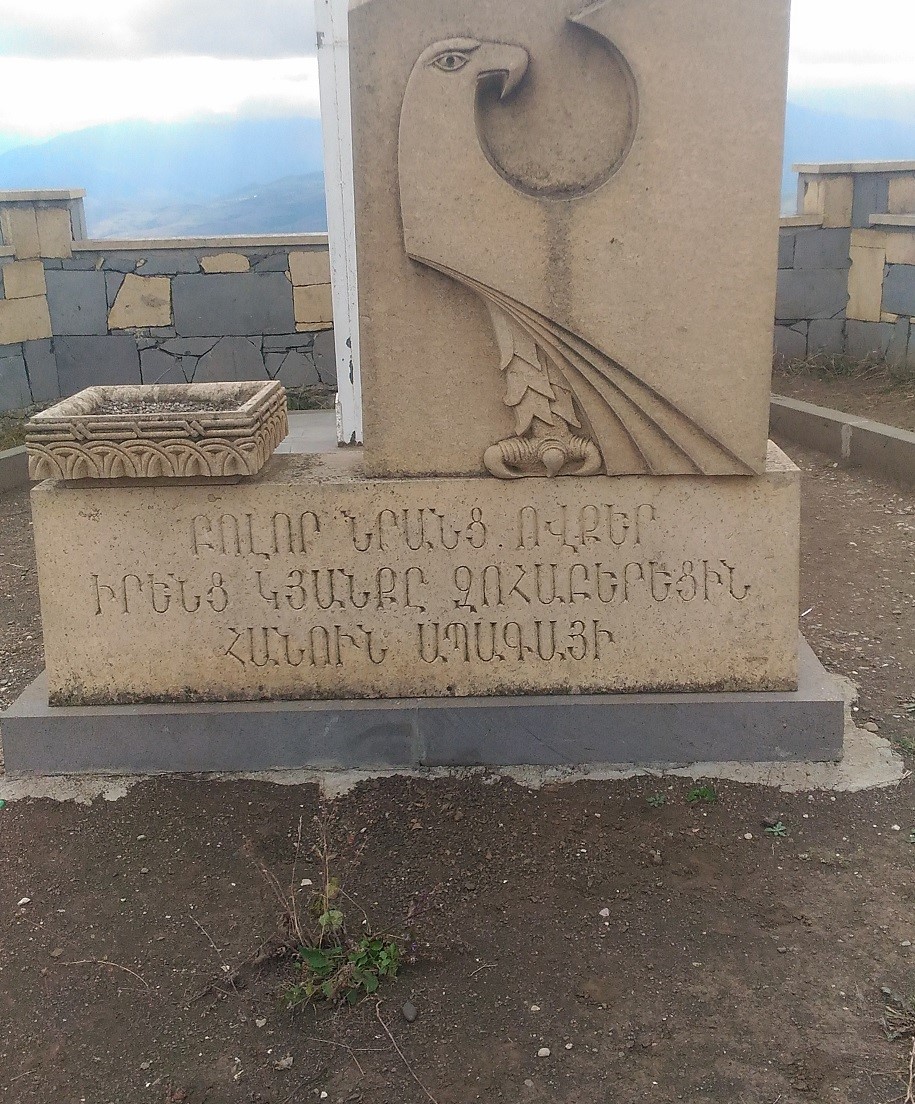 ԲՈԼՈՐ ՆՐԱՆՑ. ՈՎՔԵՐ
ԻՐԵՆՑ ԿՅԱՆՔԸ ԶՈՀԱԲԵՐԵՑԻՆ
ՀԱՆՈՒՆ ԱՊԱԳԱՅԻ